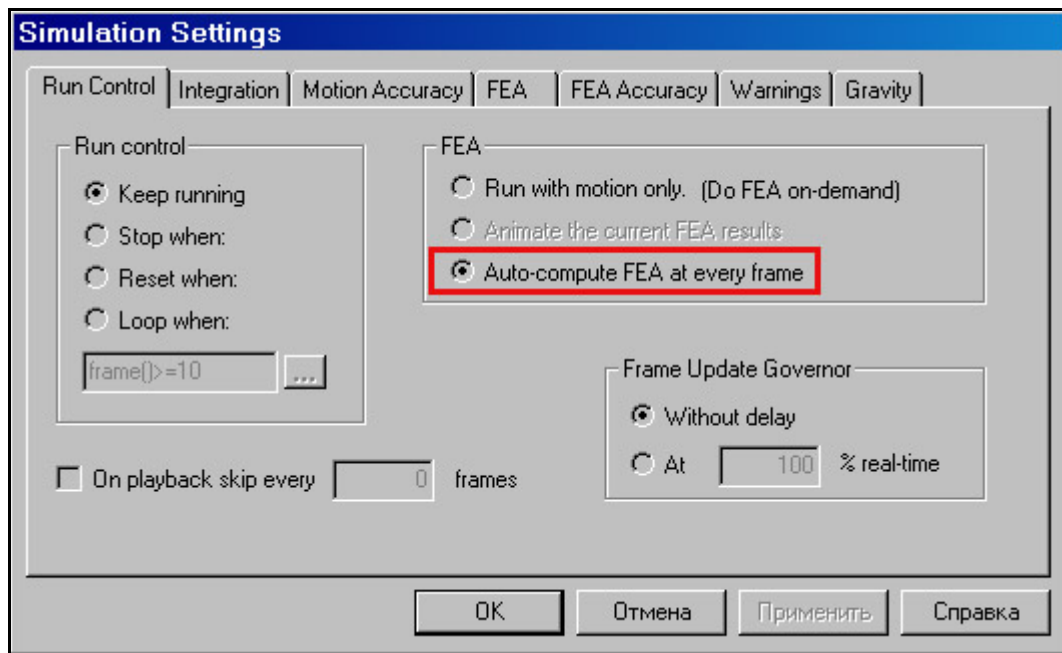 Simulation Settings
Run Control Integration Motion Accuracy FEA FEA Accuracy Warnings Gravity
Run control
Keep running
Stop when:
Reset when:
Loop when:
frame()>=10 ...
FEA
Run with motion only. (Do FEA on-demand)
Animate the current FEA results
Auto-compute FEA at every frame
Frame Update Governor
Without delay
At 100 % real-time
On playback skip every 0 frames
OK Отмена Применить Справка